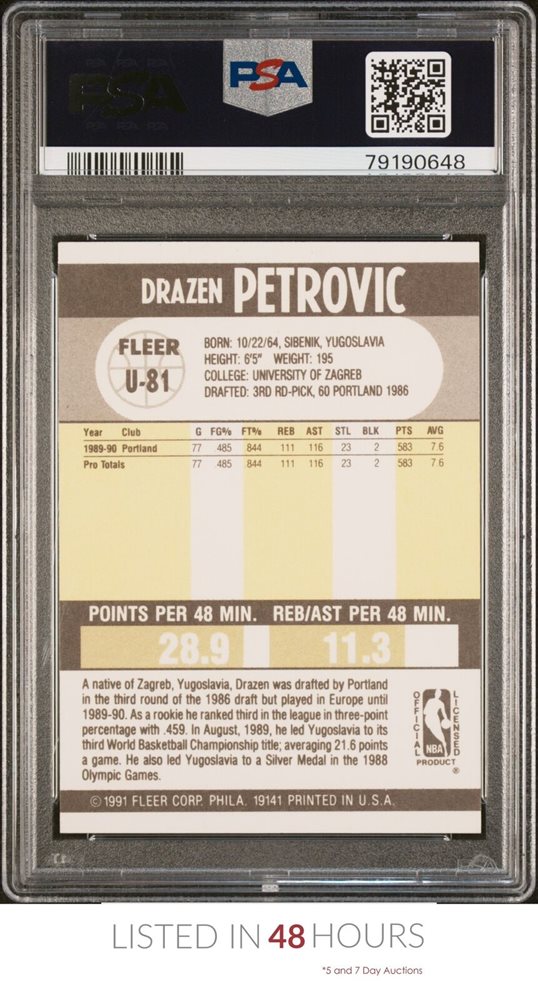 PSA
PSA
79190648
DRAZEN PETROVIC
FLEER
U-81
BORN: 10/22/64, SIBENIK, YUGOSLAVIA
HEIGHT: 6'5" WEIGHT: 195
COLLEGE: UNIVERSITY OF ZAGREB
DRAFTED: 3RD RD-PICK, 60 PORTLAND 1986
Year Club G FG% FT% REB AST STL BLK PTS AVG
1989-90 Portland 77 485 844 111 116 23 2 583 7.6
Pro Totals 77 485 844 111 116 23 2 583 7.6
POINTS PER 48 MIN. REB/AST PER 48 MIN.
28.9 11.3
A native of Zagreb, Yugoslavia, Drazen was drafted by Portland
in the third round of the 1986 draft but played in Europe until
1989-90. As a rookie he ranked third in the league in three-point
percentage with .459. In August, 1989, he led Yugoslavia to its
third World Basketball Championship title; averaging 21.6 points
a game. He also led Yugoslavia to a Silver Medal in the 1988
Olympic Games.
OFFICIAL
LICENSED
NBA
PRODUCT
®
© 1991 FLEER CORP. PHILA. 19141 PRINTED IN U.S.A.
LISTED IN 48 HOURS
*5 and 7 Day Auctions